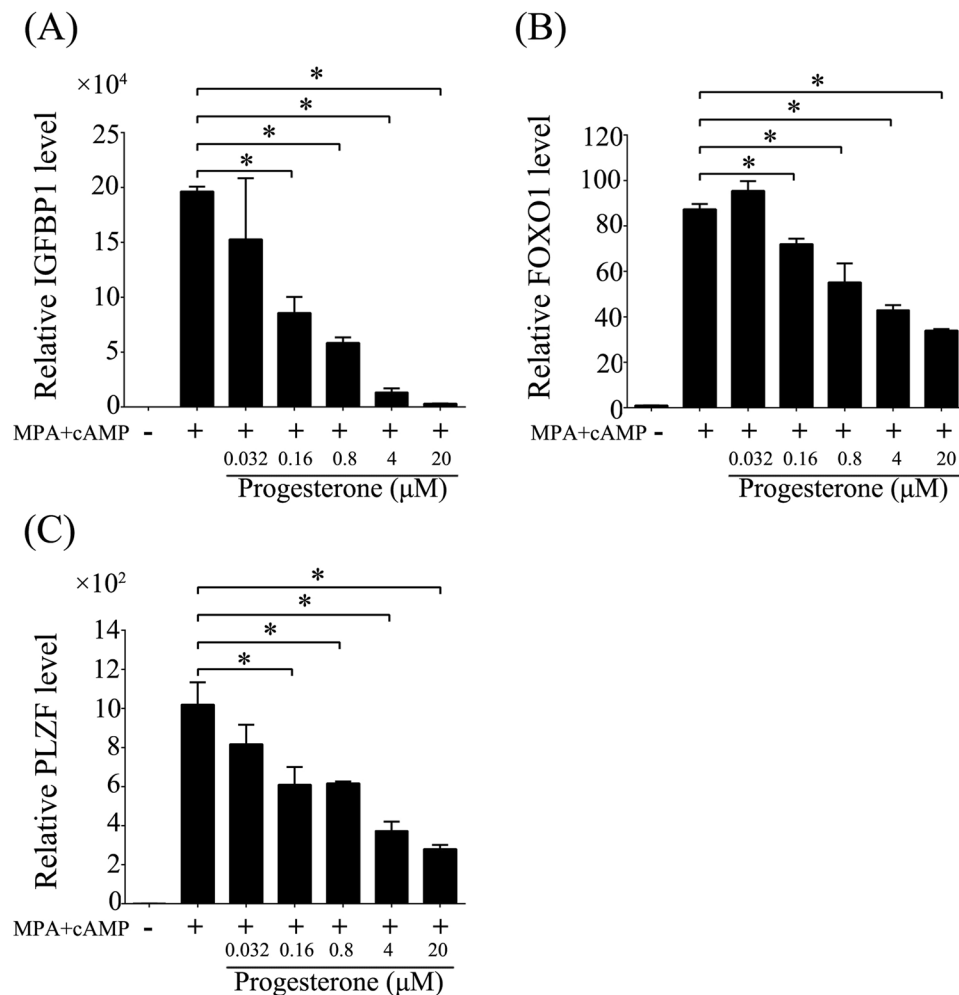 (A)
×10⁴
*
*
*
*
Relative IGFBP1 level
25
20
15
10
5
0
MPA+cAMP - + + + + + +
0.032 0.16 0.8 4 20
Progesterone (μM)
(B)
*
*
*
*
Relative FOXO1 level
120
100
80
60
40
20
0
MPA+cAMP - + + + + + +
0.032 0.16 0.8 4 20
Progesterone (μM)
(C)
×10²
*
*
*
*
Relative PLZF level
14
12
10
8
6
4
2
0
MPA+cAMP - + + + + + +
0.032 0.16 0.8 4 20
Progesterone (μM)